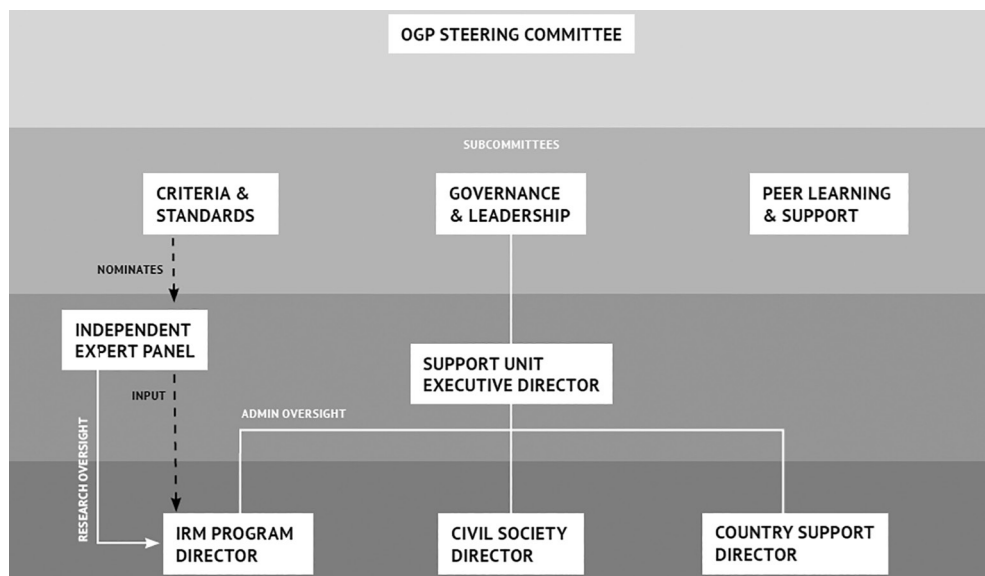 OGP STEERING COMMITTEE
SUBCOMMITTEES
CRITERIA &
STANDARDS
GOVERNANCE
& LEADERSHIP
PEER LEARNING
& SUPPORT
NOMINATES
INDEPENDENT
EXPERT PANEL
SUPPORT UNIT
EXECUTIVE DIRECTOR
INPUT
ADMIN OVERSIGHT
RESEARCH OVERSIGHT
IRM PROGRAM
DIRECTOR
CIVIL SOCIETY
DIRECTOR
COUNTRY SUPPORT
DIRECTOR